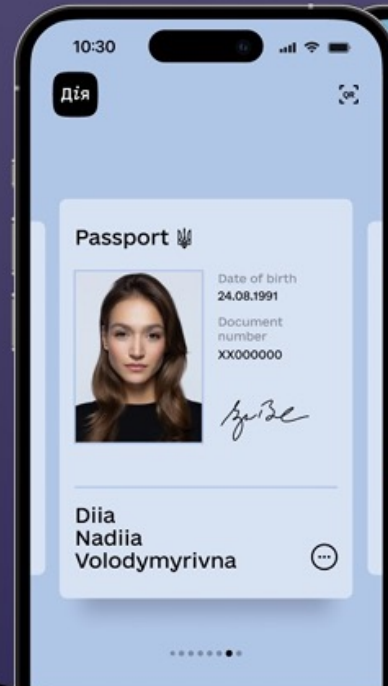 10:30
Дія
QR
Passport
Date of birth
24.08.1991
Document
number
XX000000
Diia
Nadiia
Volodymyrivna